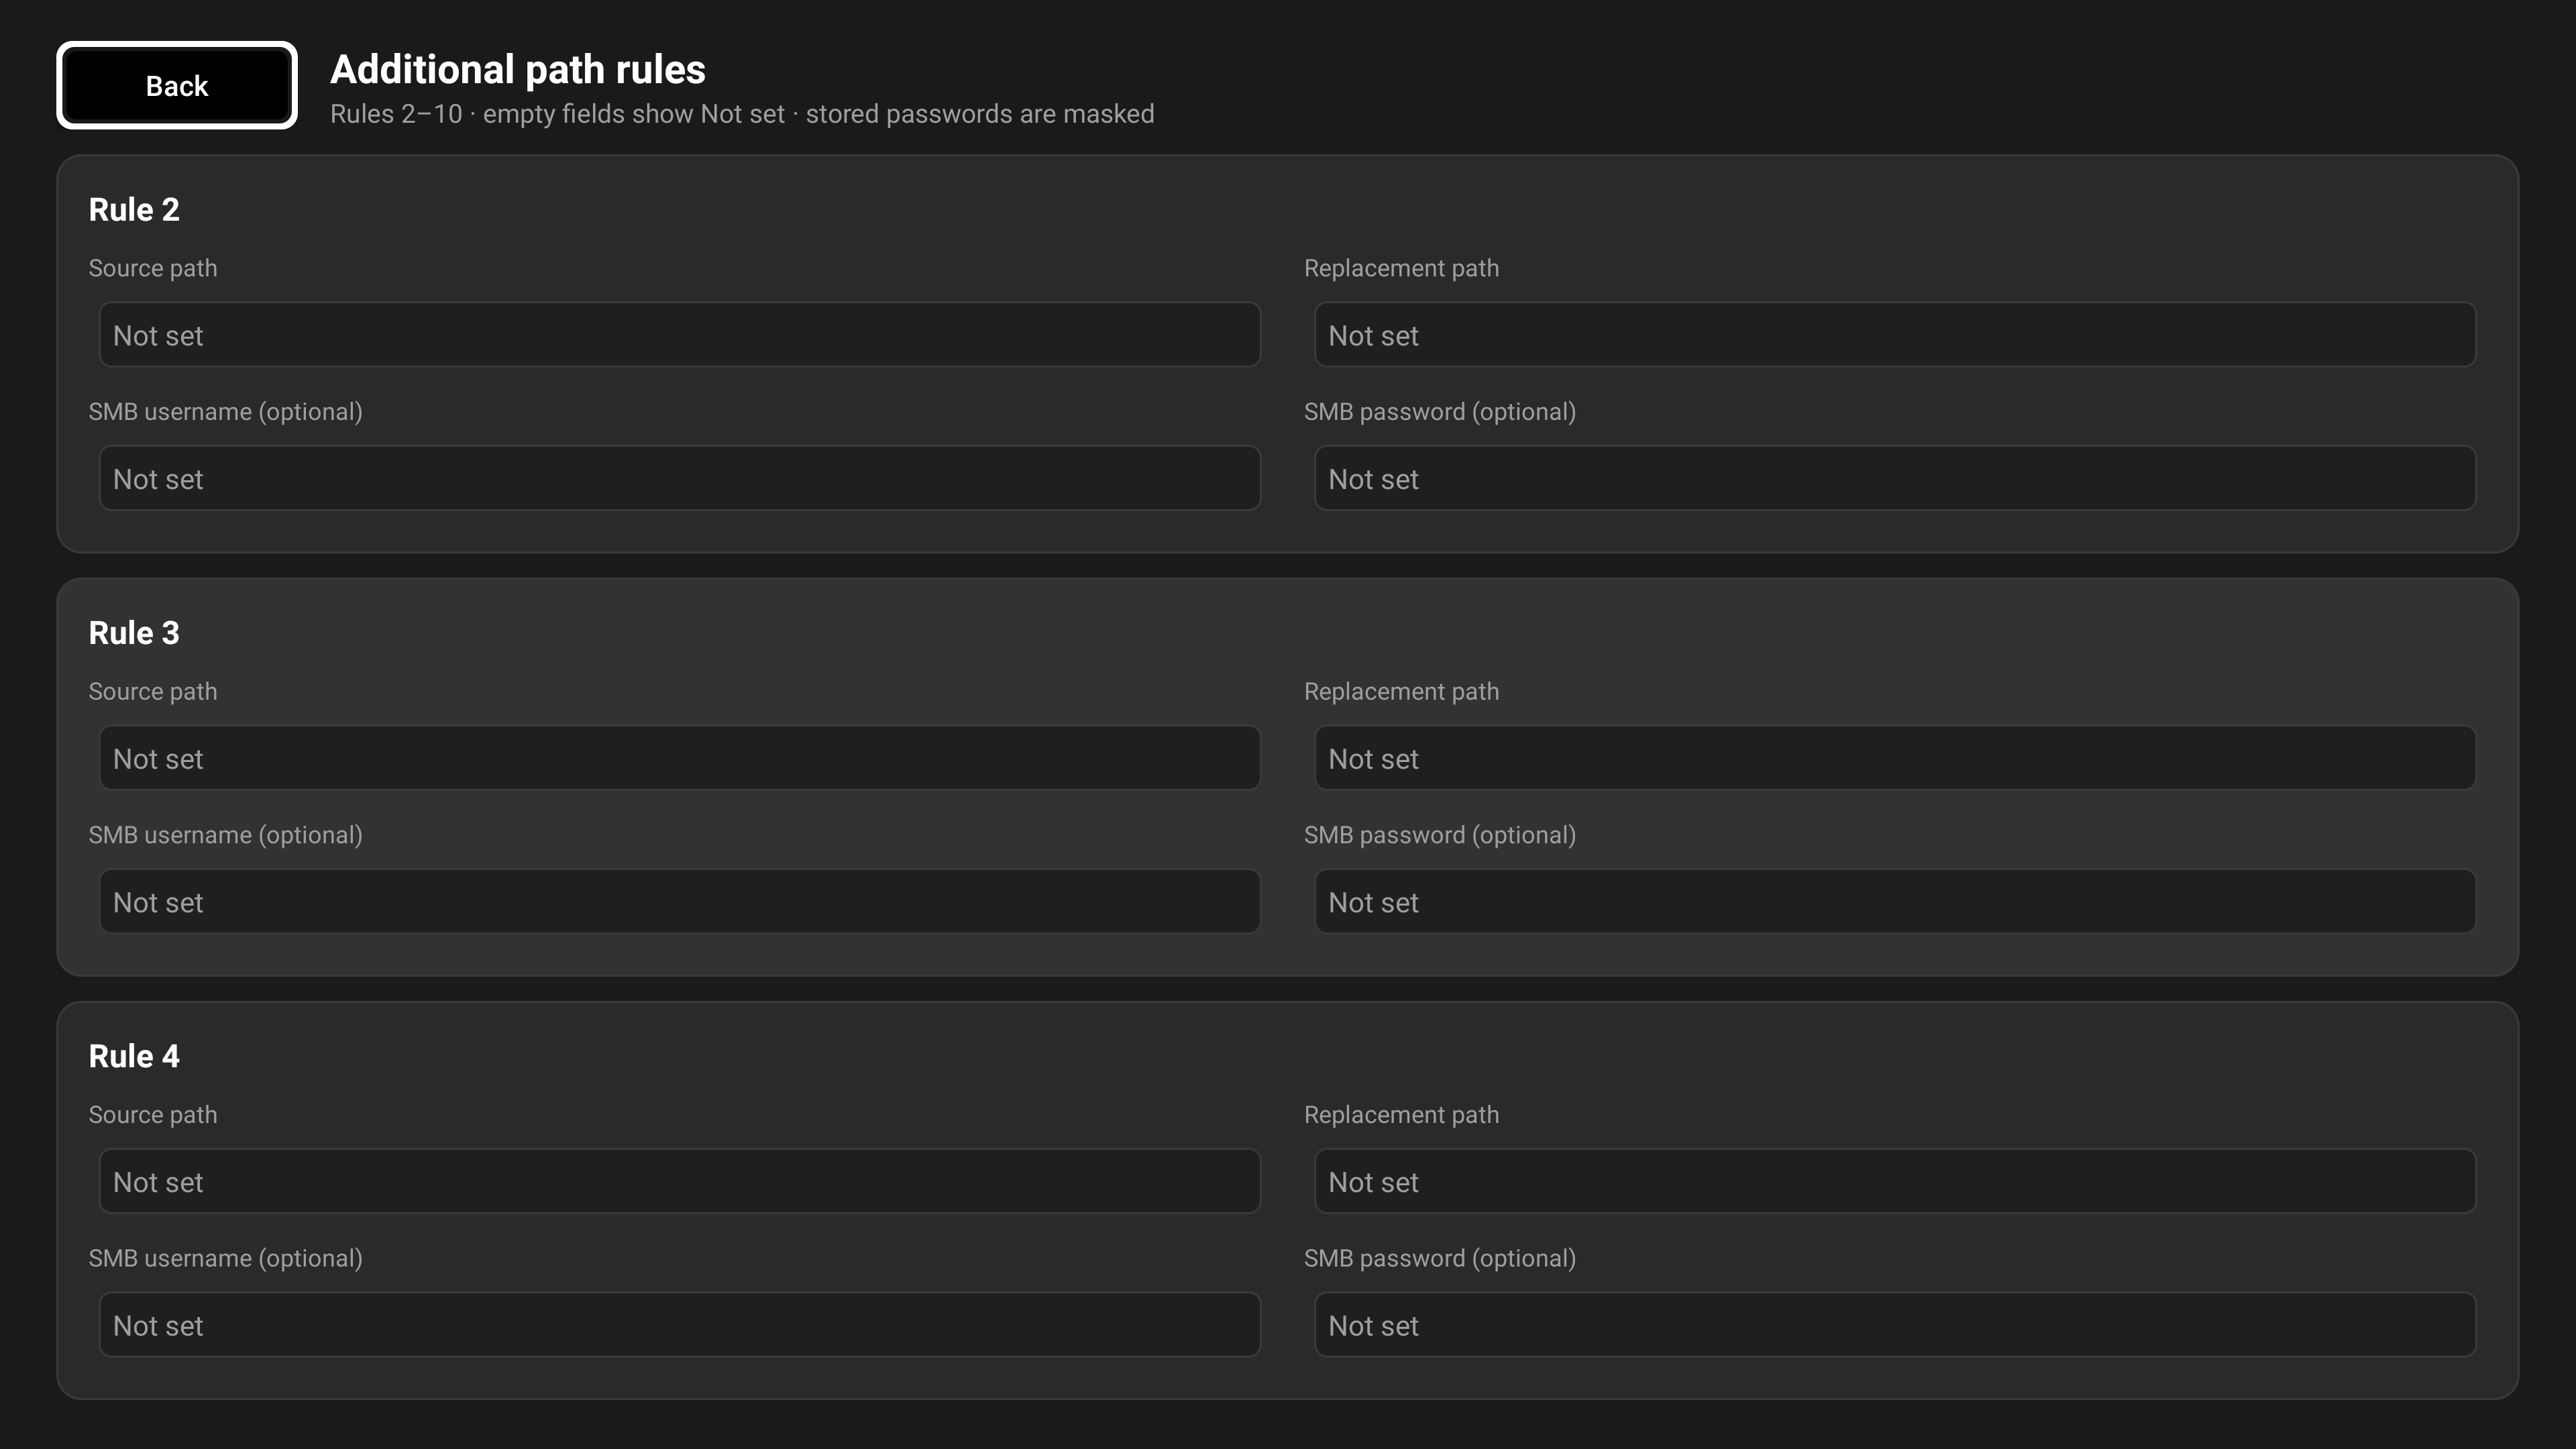 Back
Additional path rules
Rules 2–10 · empty fields show Not set · stored passwords are masked
Rule 2
Source path
Replacement path
Not set
Not set
SMB username (optional)
SMB password (optional)
Not set
Not set
Rule 3
Source path
Replacement path
Not set
Not set
SMB username (optional)
SMB password (optional)
Not set
Not set
Rule 4
Source path
Replacement path
Not set
Not set
SMB username (optional)
SMB password (optional)
Not set
Not set